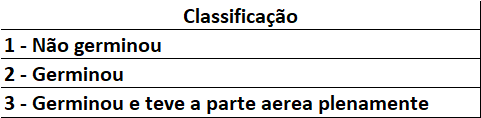 Classificação
1 - Não germinou
2 - Germinou
3 - Germinou e teve a parte aerea plenamente